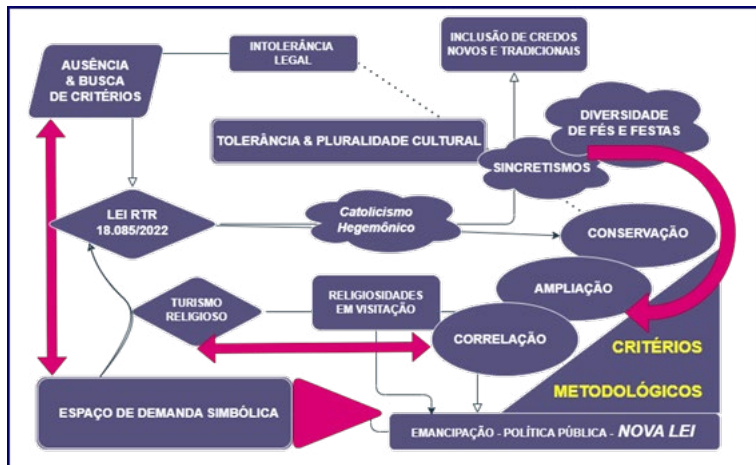 AUSÊNCIA
& BUSCA
DE CRITÉRIOS
INTOLERÂNCIA
LEGAL
INCLUSÃO DE CREDOS
NOVOS E TRADICIONAIS
DIVERSIDADE
DE FÉS E FESTAS
TOLERÂNCIA & PLURALIDADE CULTURAL
SINCRETISMOS
LEI RTR
18.085/2022
Catolicismo
Hegemônico
CONSERVAÇÃO
AMPLIAÇÃO
TURISMO
RELIGIOSO
RELIGIOSIDADES
EM VISITAÇÃO
CORRELAÇÃO
CRITÉRIOS
METODOLÓGICOS
ESPAÇO DE DEMANDA SIMBÓLICA
EMANCIPAÇÃO - POLÍTICA PÚBLICA - NOVA LEI